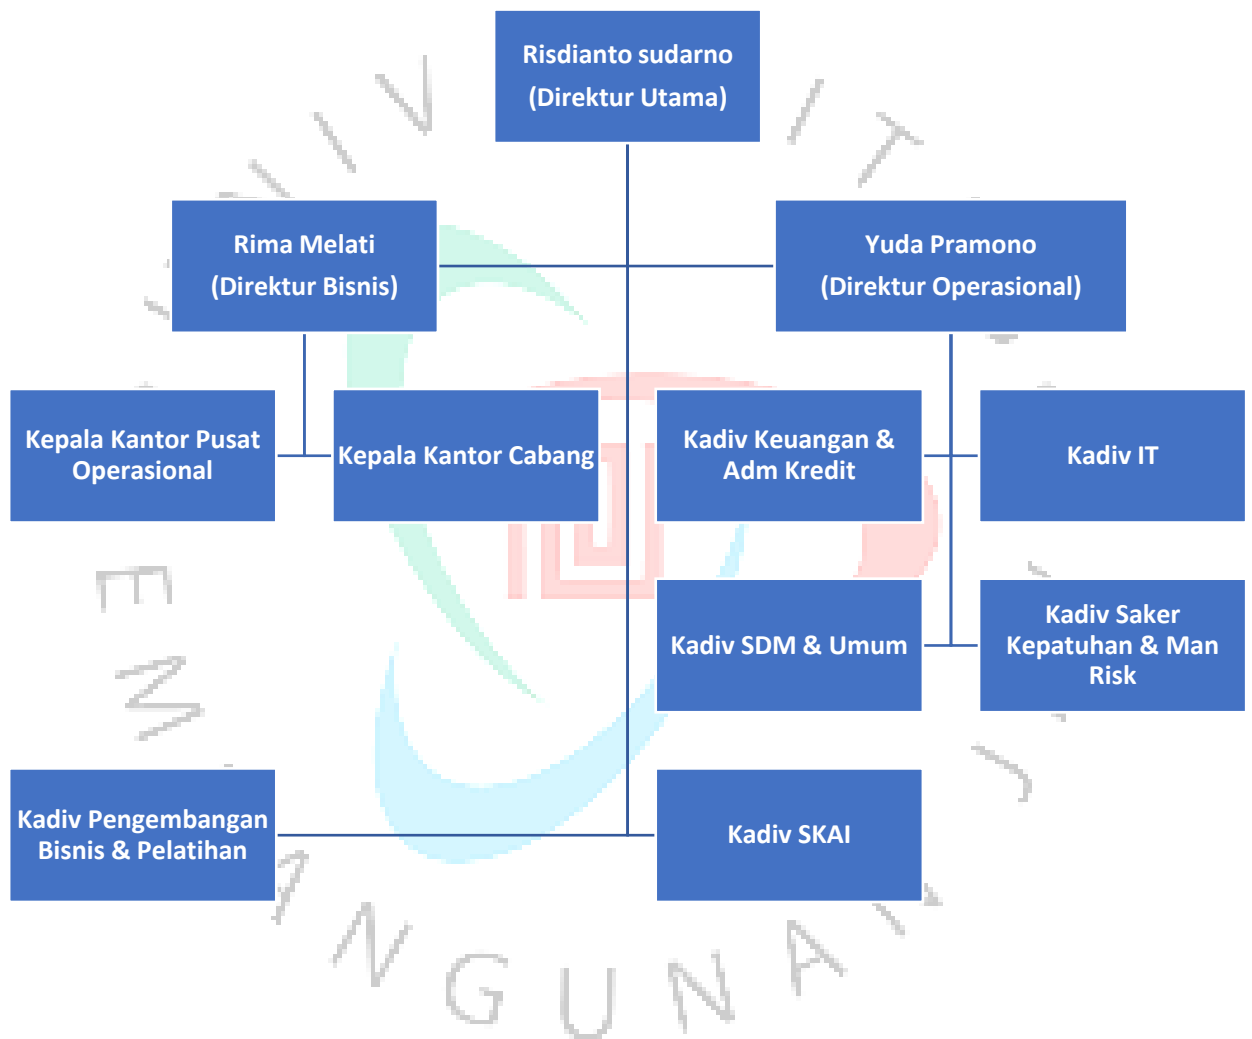 Risdianto sudarno
(Direktur Utama)
Rima Melati
(Direktur Bisnis)
Yuda Pramono
(Direktur Operasional)
Kepala Kantor Pusat
Operasional
Kepala Kantor Cabang
Kadiv Keuangan &
Adm Kredit
Kadiv IT
Kadiv SDM & Umum
Kadiv Saker
Kepatuhan & Man
Risk
Kadiv Pengembangan
Bisnis & Pelatihan
Kadiv SKAI